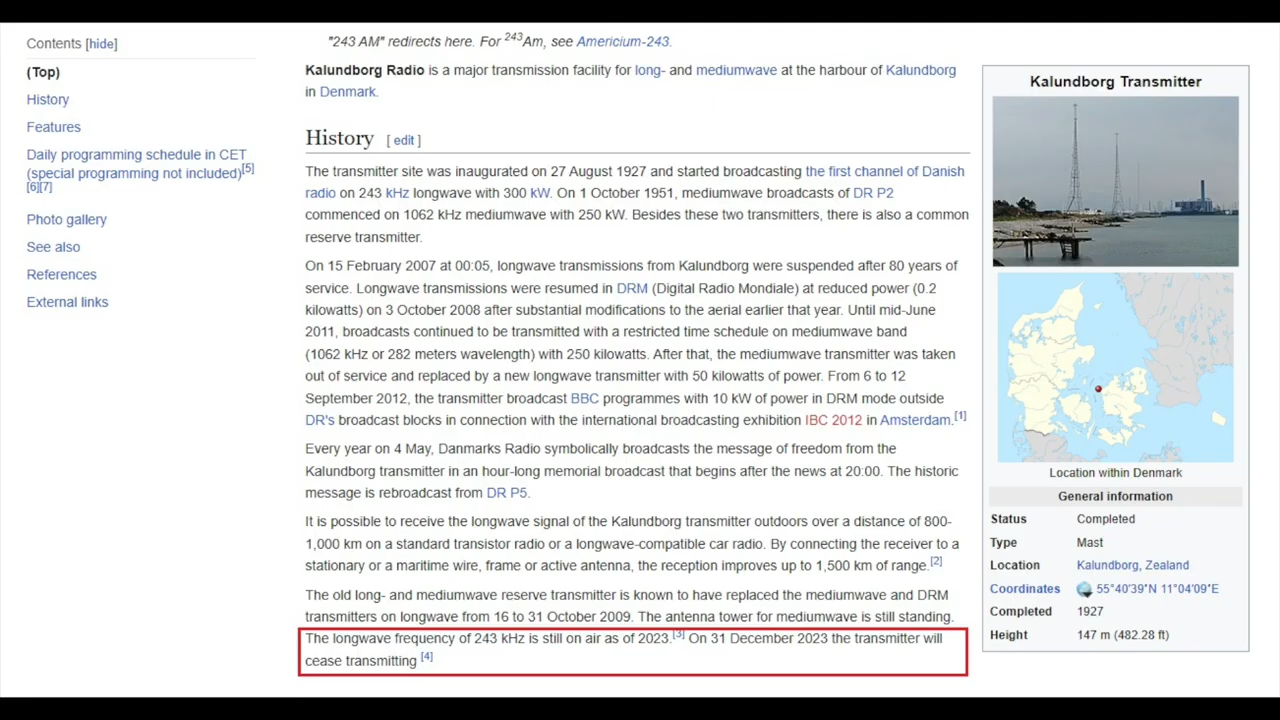 Contents [hide]
(Top)
History
Features
Daily programming schedule in CET
(special programming not included)[5]
[6][7]
Photo gallery
See also
References
External links
"243 AM" redirects here. For 243Am, see Americium-243.
Kalundborg Radio is a major transmission facility for long- and mediumwave at the harbour of Kalundborg
in Denmark.
History [ edit ]
The transmitter site was inaugurated on 27 August 1927 and started broadcasting the first channel of Danish
radio on 243 kHz longwave with 300 kW. On 1 October 1951, mediumwave broadcasts of DR P2
commenced on 1062 kHz mediumwave with 250 kW. Besides these two transmitters, there is also a common
reserve transmitter.
On 15 February 2007 at 00:05, longwave transmissions from Kalundborg were suspended after 80 years of
service. Longwave transmissions were resumed in DRM (Digital Radio Mondiale) at reduced power (0.2
kilowatts) on 3 October 2008 after substantial modifications to the aerial earlier that year. Until mid-June
2011, broadcasts continued to be transmitted with a restricted time schedule on mediumwave band
(1062 kHz or 282 meters wavelength) with 250 kilowatts. After that, the mediumwave transmitter was taken
out of service and replaced by a new longwave transmitter with 50 kilowatts of power. From 6 to 12
September 2012, the transmitter broadcast BBC programmes with 10 kW of power in DRM mode outside
DR's broadcast blocks in connection with the international broadcasting exhibition IBC 2012 in Amsterdam.[1]
Every year on 4 May, Danmarks Radio symbolically broadcasts the message of freedom from the
Kalundborg transmitter in an hour-long memorial broadcast that begins after the news at 20:00. The historic
message is rebroadcast from DR P5.
It is possible to receive the longwave signal of the Kalundborg transmitter outdoors over a distance of 800-
1,000 km on a standard transistor radio or a longwave-compatible car radio. By connecting the receiver to a
stationary or a maritime wire, frame or active antenna, the reception improves up to 1,500 km of range.[2]
The old long- and mediumwave reserve transmitter is known to have replaced the mediumwave and DRM
transmitters on longwave from 16 to 31 October 2009. The antenna tower for mediumwave is still standing.
The longwave frequency of 243 kHz is still on air as of 2023.[3] On 31 December 2023 the transmitter will
cease transmitting [4]
Kalundborg Transmitter
Location within Denmark
General information
Status Completed
Type Mast
Location Kalundborg, Zealand
Coordinates 55°40′39″N 11°04′09″E
Completed 1927
Height 147 m (482.28 ft)